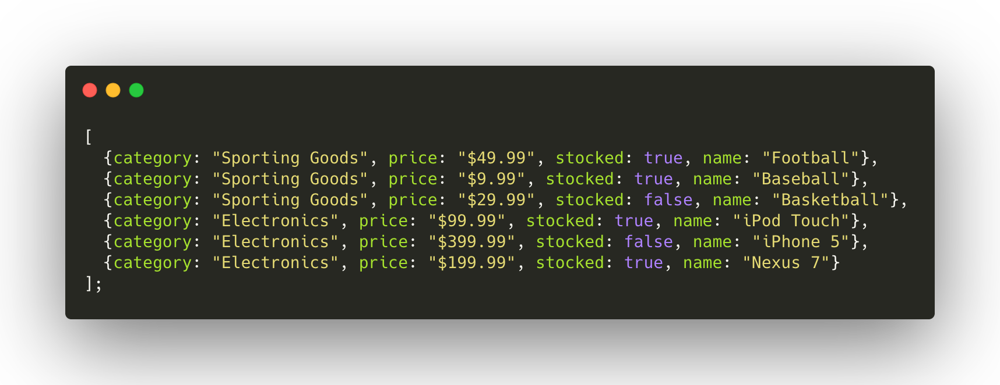 [
  {category: "Sporting Goods", price: "$49.99", stocked: true, name: "Football"},
  {category: "Sporting Goods", price: "$9.99", stocked: true, name: "Baseball"},
  {category: "Sporting Goods", price: "$29.99", stocked: false, name: "Basketball"},
  {category: "Electronics", price: "$99.99", stocked: true, name: "iPod Touch"},
  {category: "Electronics", price: "$399.99", stocked: false, name: "iPhone 5"},
  {category: "Electronics", price: "$199.99", stocked: true, name: "Nexus 7"}
];